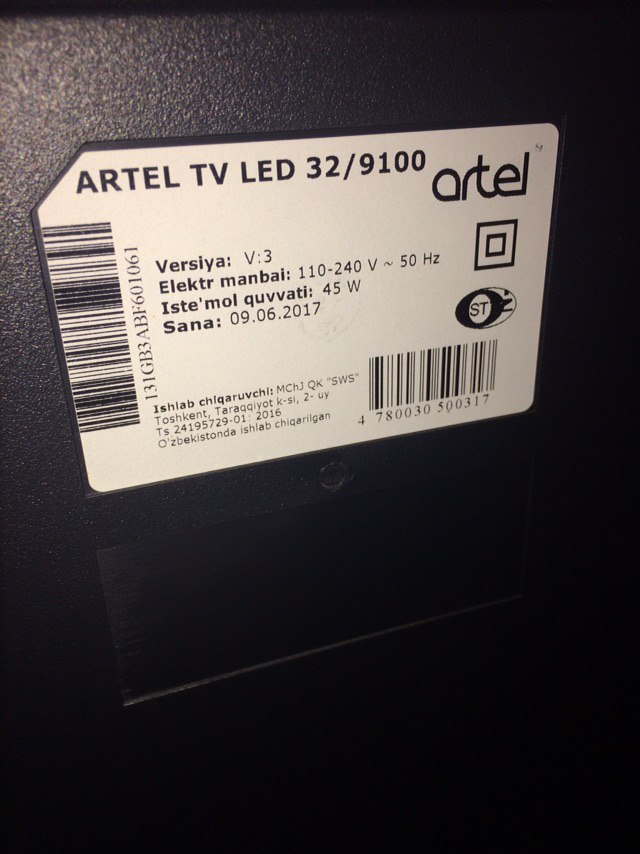 ARTEL TV LED 32/9100
artel
Versiya: V:3
Elektr manbai: 110-240 V ~ 50 Hz
Iste'mol quvvati: 45 W
Sana: 09.06.2017
ST
131GB3ABF601061
Ishlab chiqaruvchi: MChJ QK "SWS"
Toshkent, Taraqqiyot k-si, 2- uy
Ts 24195729-01: 2016
O'zbekistonda ishlab chiqarilgan
4 780030 500317